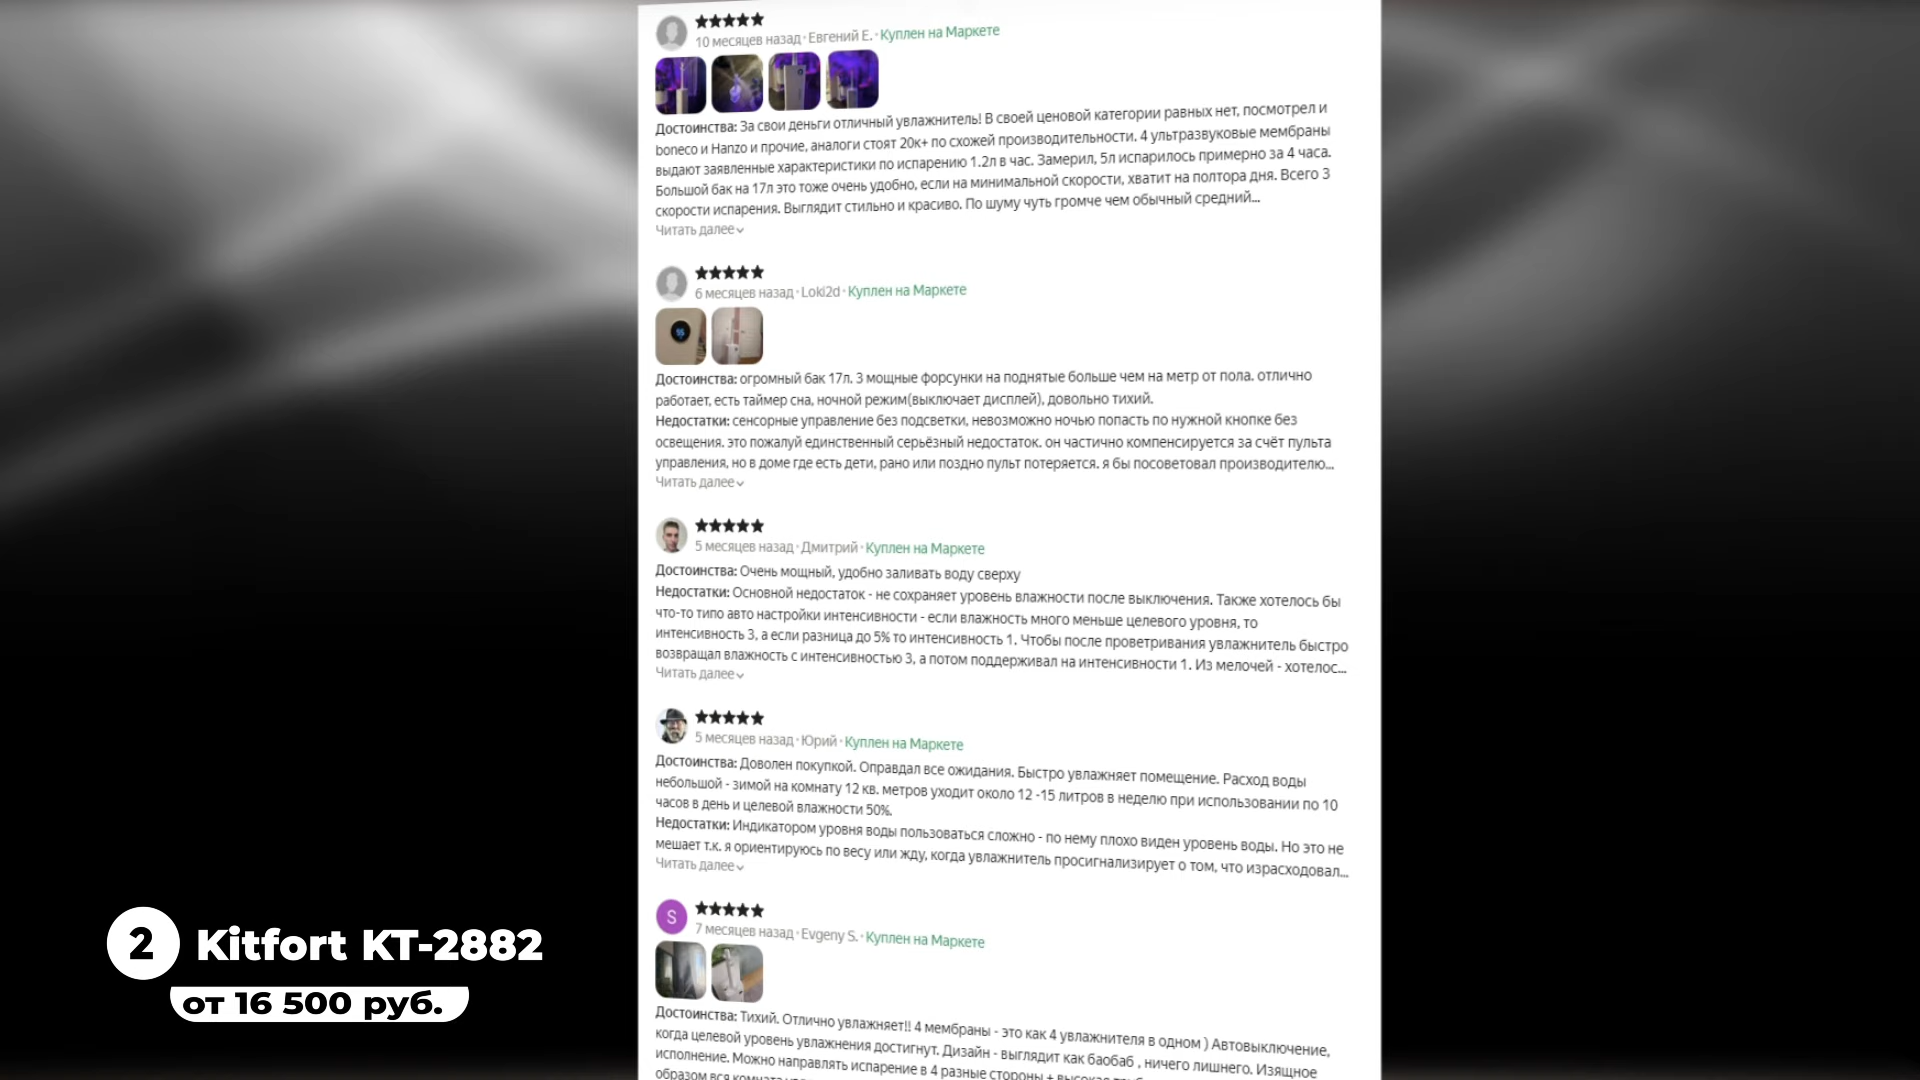 10 месяцев назад · Евгений Е. · Куплен на Маркете
Достоинства: За свои деньги отличный увлажнитель! В своей ценовой категории равных нет, посмотрел и
boneco и Hanzo и прочие, аналоги стоят 20к+ по схожей производительности. 4 ультразвуковые мембраны
выдают заявленные характеристики по испарению 1.2л в час. Замерил, 5л испарилось примерно за 4 часа.
Большой бак на 17л это тоже очень удобно, если на минимальной скорости, хватит на полтора дня. Всего 3
скорости испарения. Выглядит стильно и красиво. По шуму чуть громче чем обычный средний...
Читать далее
6 месяцев назад · Loki2d · Куплен на Маркете
Достоинства: огромный бак 17л. 3 мощные форсунки на поднятые больше чем на метр от пола. отлично
работает, есть таймер сна, ночной режим(выключает дисплей), довольно тихий.
Недостатки: сенсорные управление без подсветки, невозможно ночью попасть по нужной кнопке без
освещения. это пожалуй единственный серьёзный недостаток. он частично компенсируется за счёт пульта
управления, но в доме где есть дети, рано или поздно пульт потеряется. я бы посоветовал производителю...
Читать далее
5 месяцев назад · Дмитрий · Куплен на Маркете
Достоинства: Очень мощный, удобно заливать воду сверху
Недостатки: Основной недостаток - не сохраняет уровень влажности после выключения. Также хотелось бы
что-то типо авто настройки интенсивности - если влажность много меньше целевого уровня, то
интенсивность 3, а если разница до 5% то интенсивность 1. Чтобы после проветривания увлажнитель быстро
возвращал влажность с интенсивностью 3, а потом поддерживал на интенсивности 1. Из мелочей - хотелос...
Читать далее
5 месяцев назад · Юрий · Куплен на Маркете
Достоинства: Доволен покупкой. Оправдал все ожидания. Быстро увлажняет помещение. Расход воды
небольшой - зимой на комнату 12 кв. метров уходит около 12 -15 литров в неделю при использовании по 10
часов в день и целевой влажности 50%.
Недостатки: Индикатором уровня воды пользоваться сложно - по нему плохо виден уровень воды. Но это не
мешает т.к. я ориентируюсь по весу или жду, когда увлажнитель просигнализирует о том, что израсходовал...
Читать далее
S
7 месяцев назад · Evgeny S. · Куплен на Маркете
Достоинства: Тихий. Отлично увлажняет!! 4 мембраны - это как 4 увлажнителя в одном ) Автовыключение,
когда целевой уровень увлажнения достигнут. Дизайн - выглядит как баобаб , ничего лишнего. Изящное
исполнение. Можно направлять испарение в 4 разные стороны + высокая
образом вся
2 Kitfort KT-2882
от 16 500 руб.